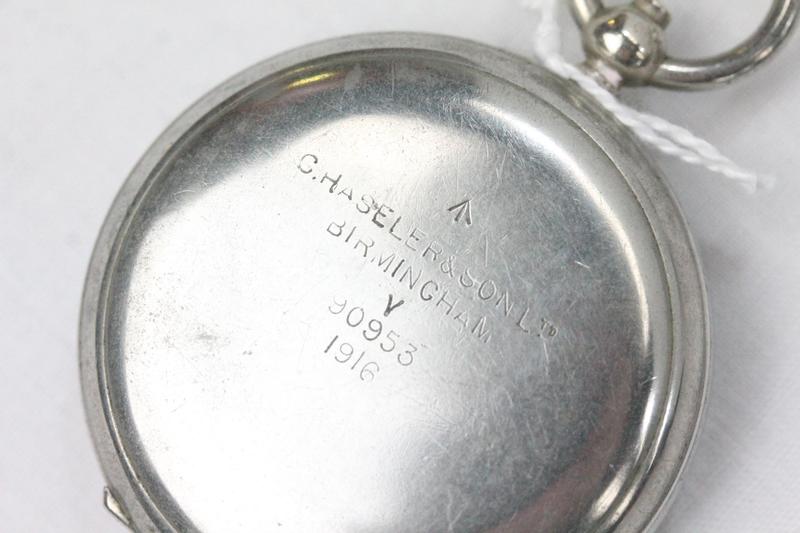 C. HASELER & SON LTD
BIRMINGHAM
Y
90953
1916